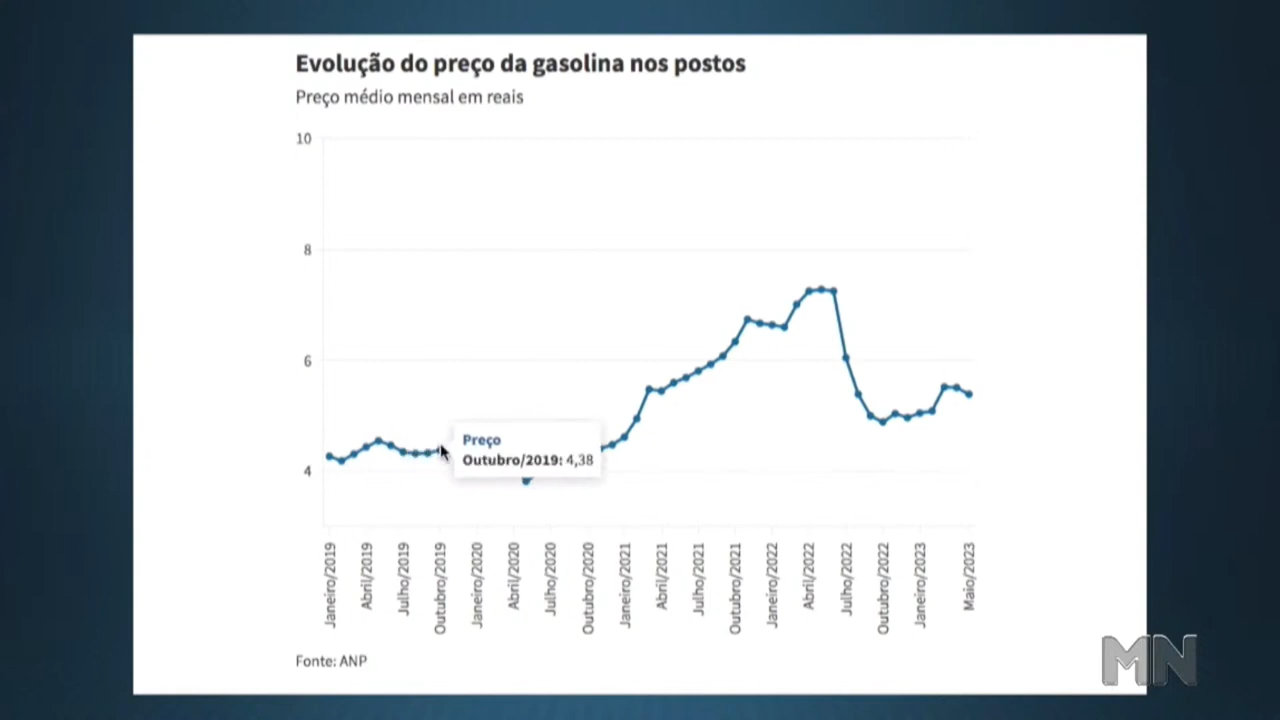 Evolução do preço da gasolina nos postos
Preço médio mensal em reais
10
8
6
4
Preço
Outubro/2019: 4,38
Janeiro/2019
Abril/2019
Julho/2019
Outubro/2019
Janeiro/2020
Abril/2020
Julho/2020
Outubro/2020
Janeiro/2021
Abril/2021
Julho/2021
Outubro/2021
Janeiro/2022
Abril/2022
Julho/2022
Outubro/2022
Janeiro/2023
Maio/2023
Fonte: ANP
MN